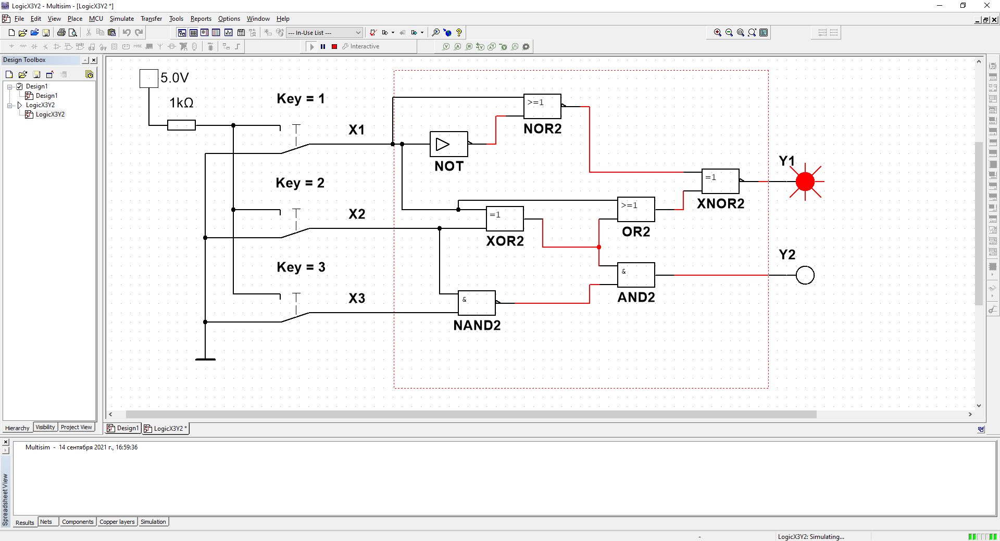 LogicX3Y2 - Multisim - [LogicX3Y2 *]
File Edit View Place MCU Simulate Transfer Tools Reports Options Window Help
--- In-Use List ---
MISC
Interactive
Design Toolbox
Design1
Design1
LogicX3Y2
LogicX3Y2
Hierarchy Visibility Project View
5.0V
1kΩ
Key = 1
X1
>=1
NOR2
NOT
Key = 2
X2
=1
XOR2
>=1
OR2
=1
XNOR2
Y1
Key = 3
X3
&
NAND2
&
AND2
Y2
Design1 LogicX3Y2 *
Multisim - 14 сентября 2021 г., 16:59:36
Spreadsheet View
Results Nets Components Copper layers Simulation
- LogicX3Y2: Simulating...